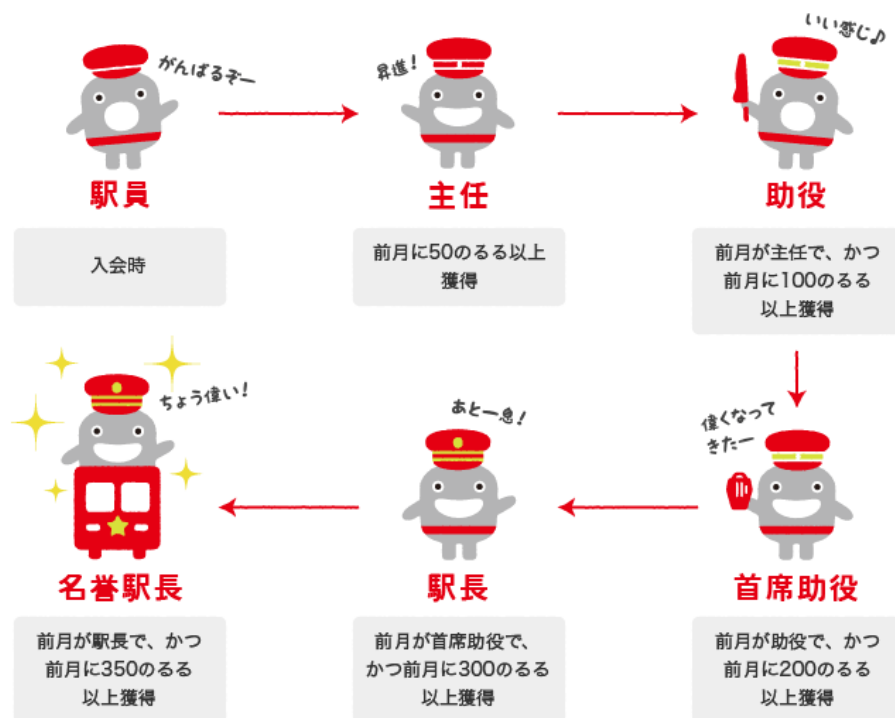 がんばるぞー
駅員
入会時
昇進!
主任
前月に50のるる以上
獲得
いい感じ♪
助役
前月が主任で、かつ
前月に100のるる
以上獲得
偉くなって
きたー
首席助役
前月が助役で、かつ
前月に200のるる
以上獲得
あと一息!
駅長
前月が首席助役で、
かつ前月に300のるる
以上獲得
ちょう偉い!
名誉駅長
前月が駅長で、かつ
前月に350のるる
以上獲得